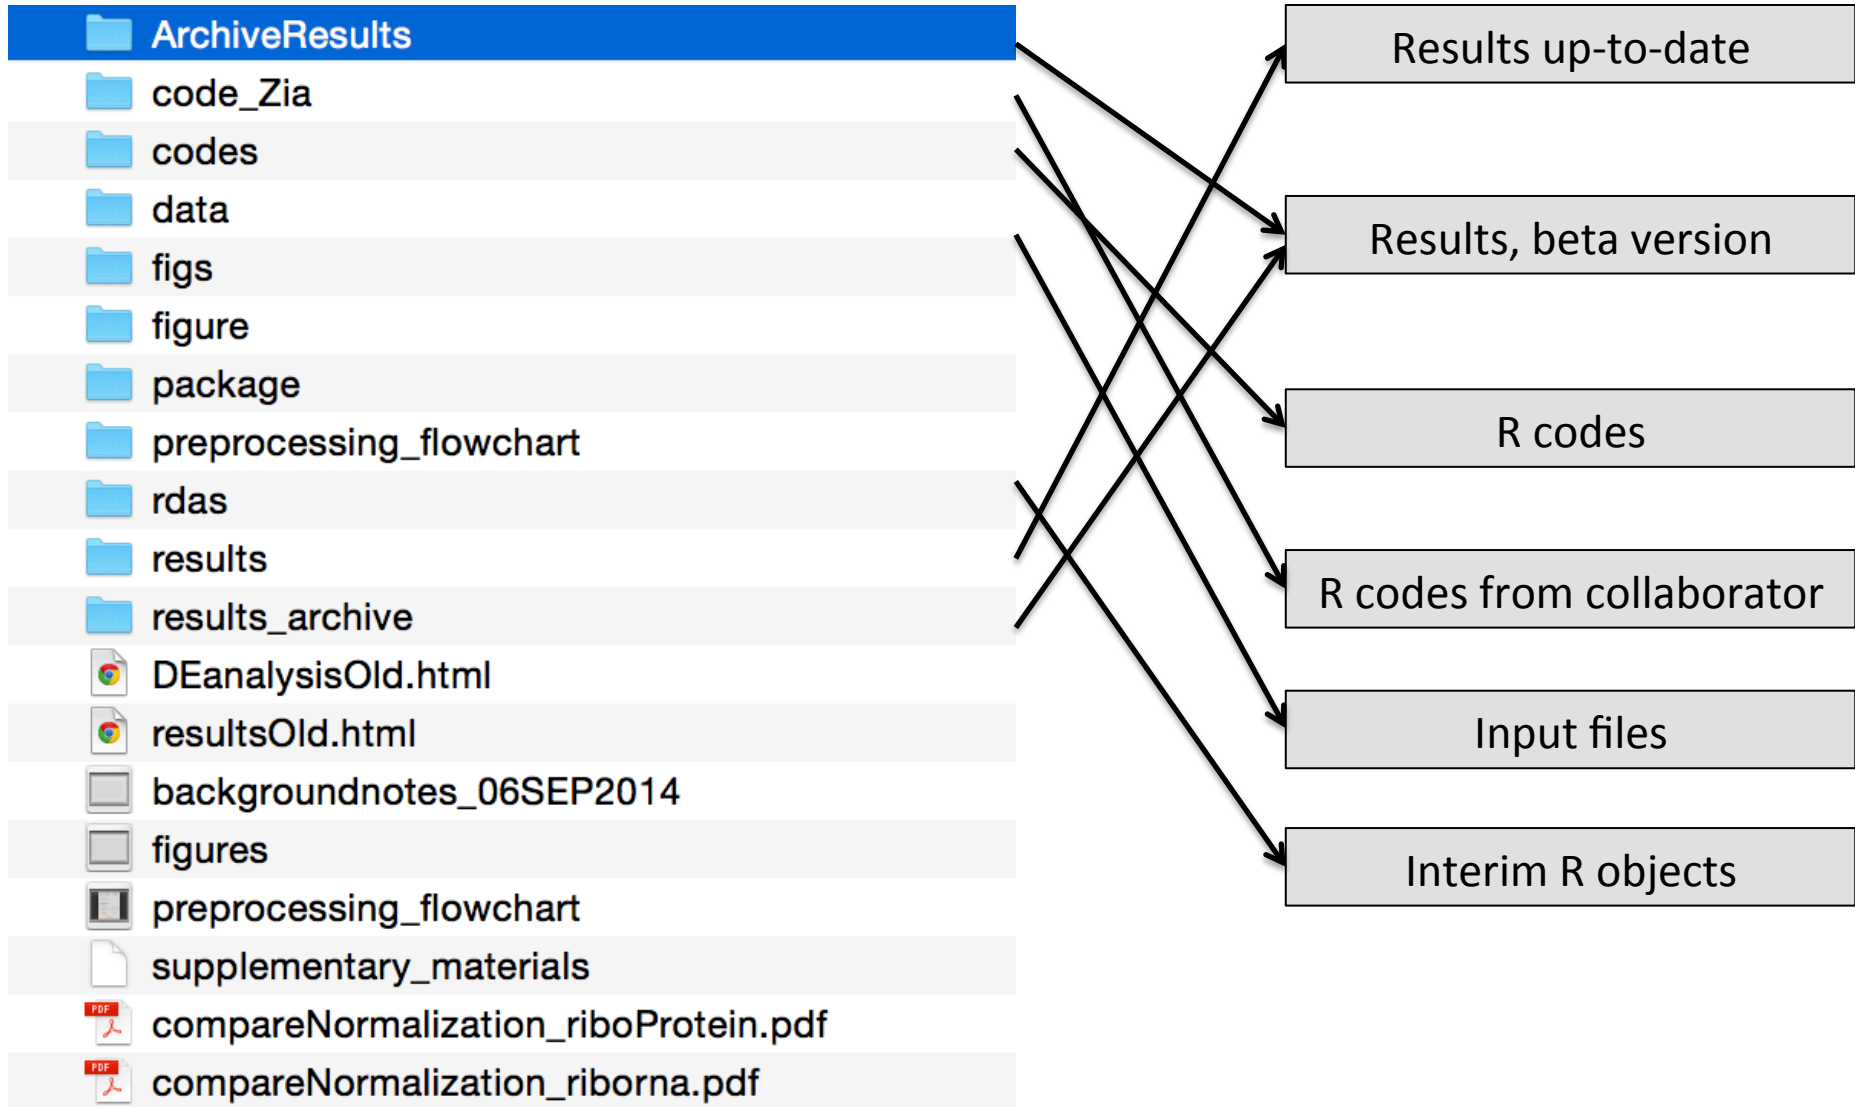 ArchiveResults
code_Zia
codes
data
figs
figure
package
preprocessing_flowchart
rdas
results
results_archive
DEanalysisOld.html
resultsOld.html
backgroundnotes_06SEP2014
figures
preprocessing_flowchart
supplementary_materials
PDF
compareNormalization_riboProtein.pdf
PDF
compareNormalization_riborna.pdf
Results up-to-date
Results, beta version
R codes
R codes from collaborator
Input files
Interim R objects